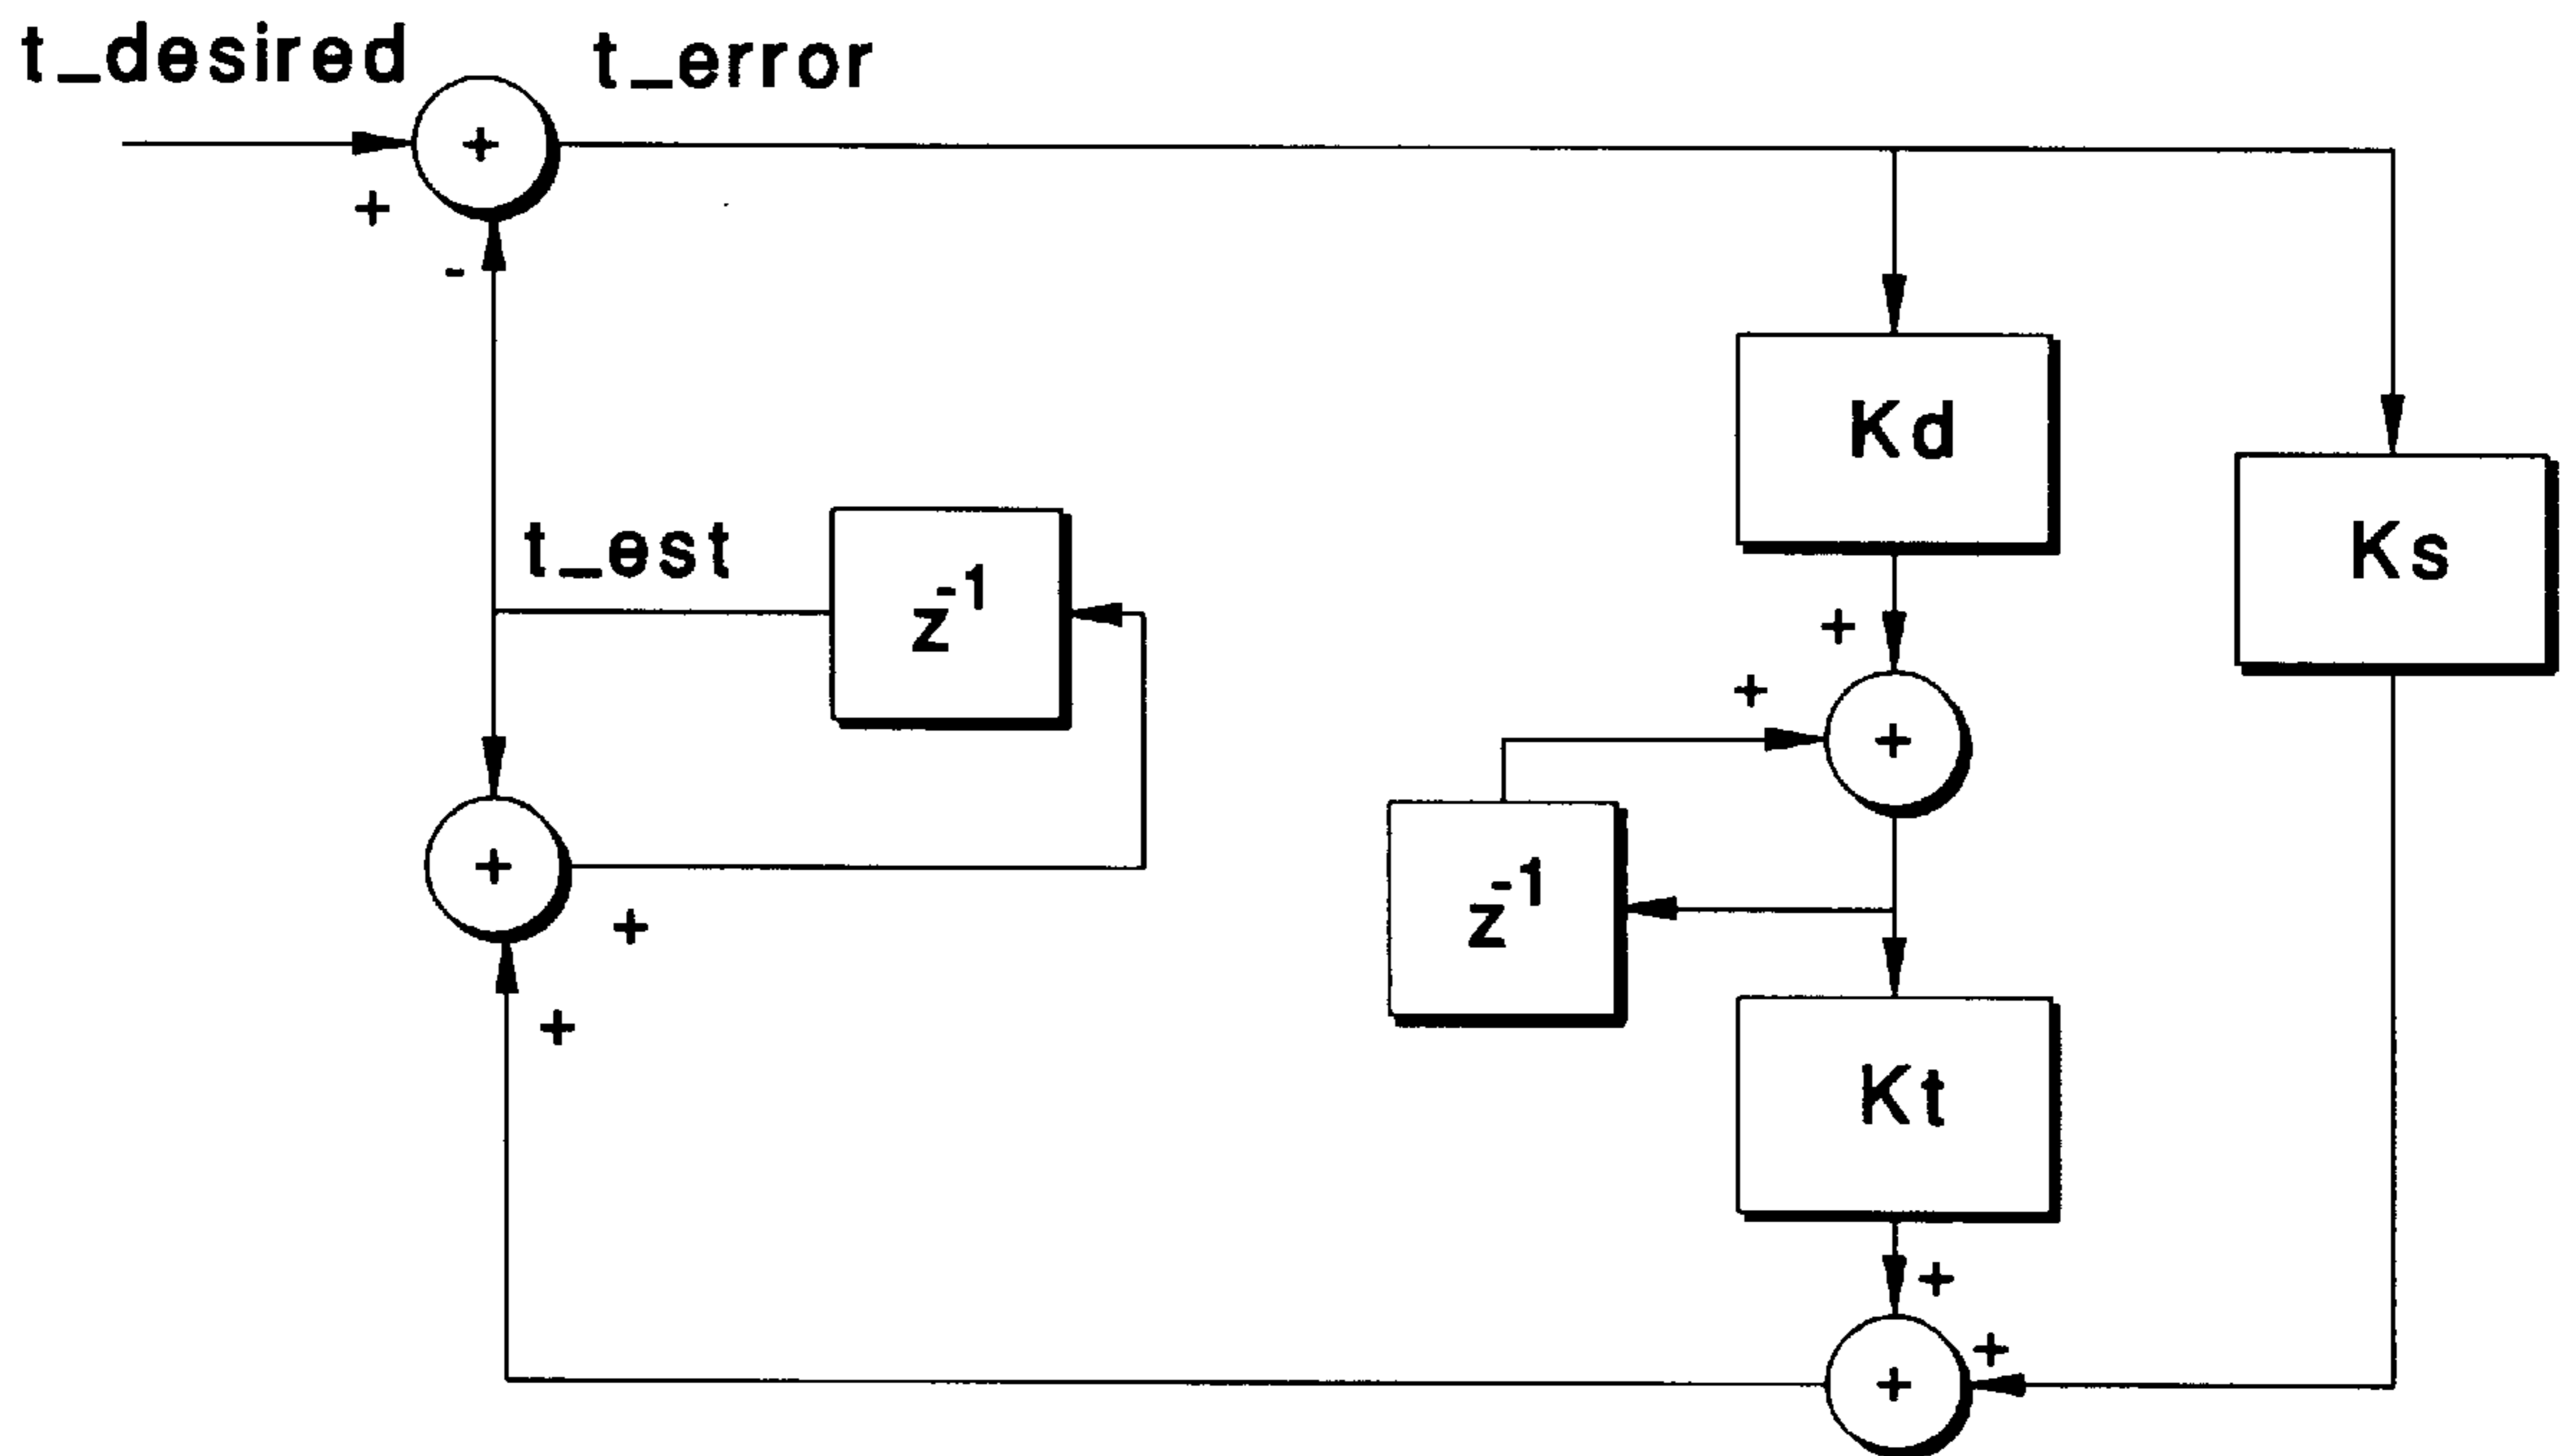 t_desired
t_error
+
+
-
Kd
Ks
t_est
z^-1
+
+
+
+
z^-1
+
+
Kt
+
+
+